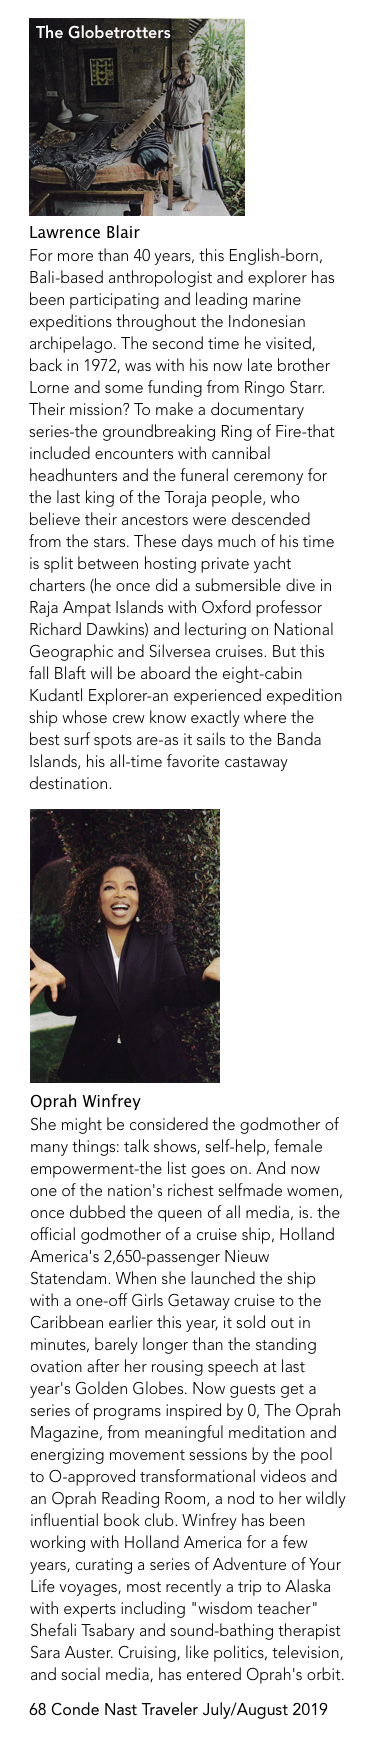 The Globetrotters
Lawrence Blair
For more than 40 years, this English-born,
Bali-based anthropologist and explorer has
been participating and leading marine
expeditions throughout the Indonesian
archipelago. The second time he visited,
back in 1972, was with his now late brother
Lorne and some funding from Ringo Starr.
Their mission? To make a documentary
series-the groundbreaking Ring of Fire-that
included encounters with cannibal
headhunters and the funeral ceremony for
the last king of the Toraja people, who
believe their ancestors were descended
from the stars. These days much of his time
is split between hosting private yacht
charters (he once did a submersible dive in
Raja Ampat Islands with Oxford professor
Richard Dawkins) and lecturing on National
Geographic and Silversea cruises. But this
fall Blaft will be aboard the eight-cabin
Kudantl Explorer-an experienced expedition
ship whose crew know exactly where the
best surf spots are-as it sails to the Banda
Islands, his all-time favorite castaway
destination.
Oprah Winfrey
She might be considered the godmother of
many things: talk shows, self-help, female
empowerment-the list goes on. And now
one of the nation's richest selfmade women,
once dubbed the queen of all media, is. the
official godmother of a cruise ship, Holland
America's 2,650-passenger Nieuw
Statendam. When she launched the ship
with a one-off Girls Getaway cruise to the
Caribbean earlier this year, it sold out in
minutes, barely longer than the standing
ovation after her rousing speech at last
year's Golden Globes. Now guests get a
series of programs inspired by 0, The Oprah
Magazine, from meaningful meditation and
energizing movement sessions by the pool
to O-approved transformational videos and
an Oprah Reading Room, a nod to her wildly
influential book club. Winfrey has been
working with Holland America for a few
years, curating a series of Adventure of Your
Life voyages, most recently a trip to Alaska
with experts including "wisdom teacher"
Shefali Tsabary and sound-bathing therapist
Sara Auster. Cruising, like politics, television,
and social media, has entered Oprah's orbit.
68 Conde Nast Traveler July/August 2019